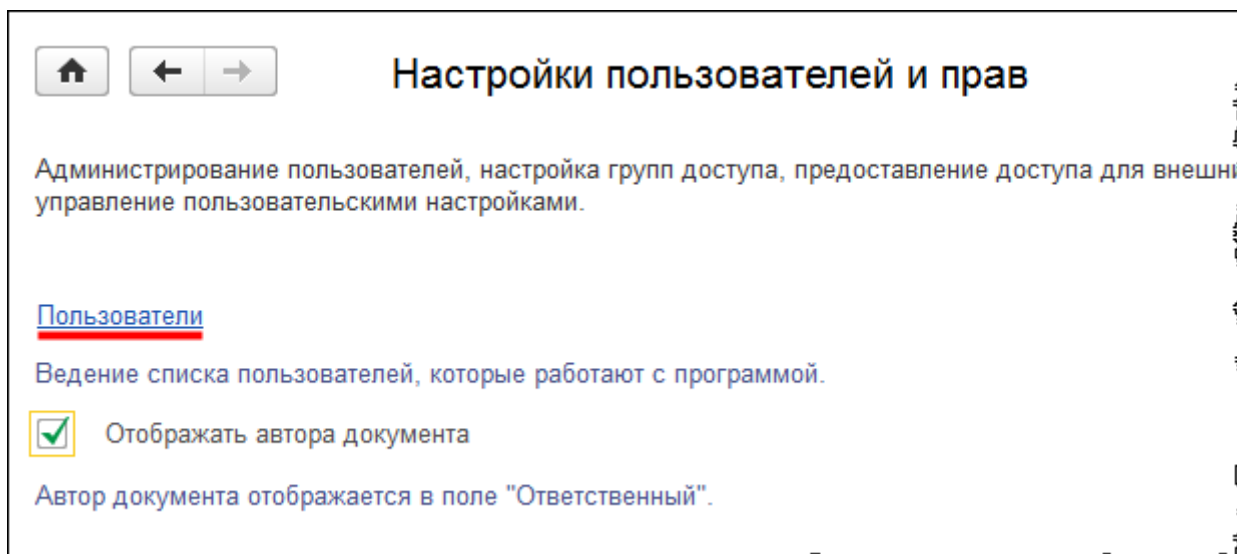 Настройки пользователей и прав
Администрирование пользователей, настройка групп доступа, предоставление доступа для
управление пользовательскими настройками.
Пользователи
Ведение списка пользователей, которые работают с программой.
Отображать автора документа
Автор документа отображается в поле "Ответственный".